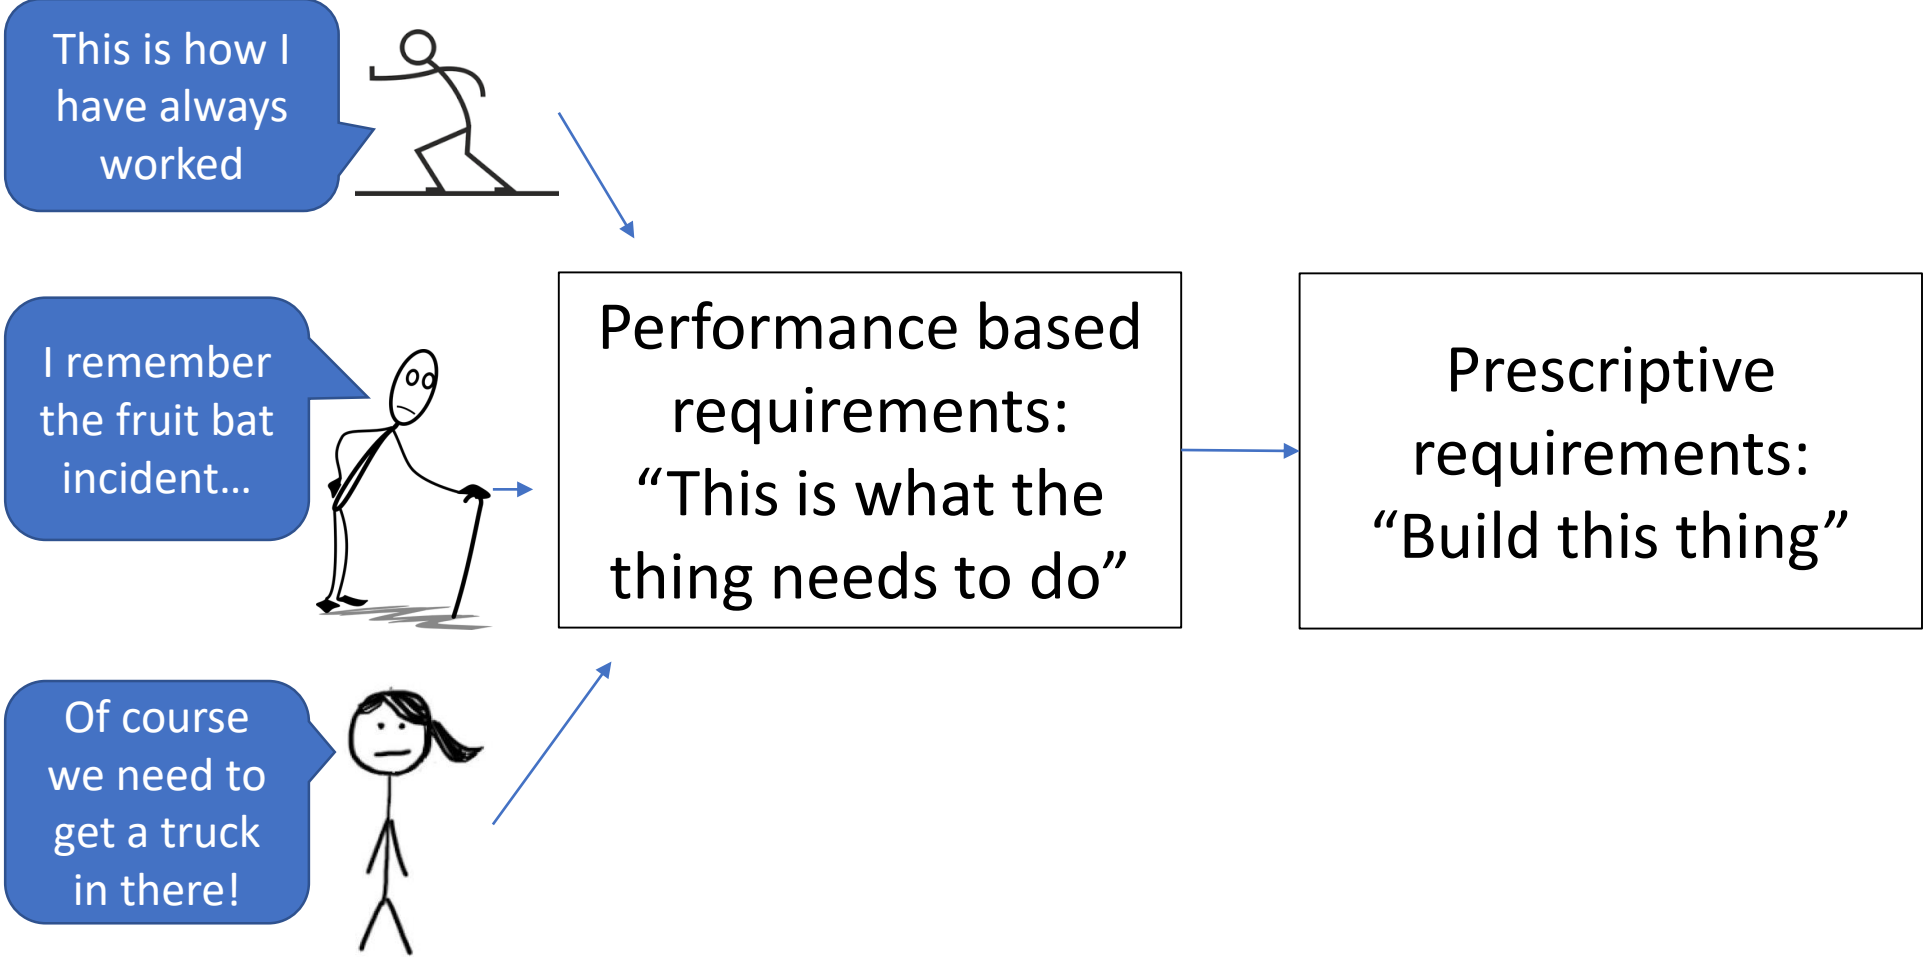 This is how I
have always
worked
I remember
the fruit bat
incident...
Of course
we need to
get a truck
in there!
Performance based
requirements:
“This is what the
thing needs to do”
Prescriptive
requirements:
“Build this thing”